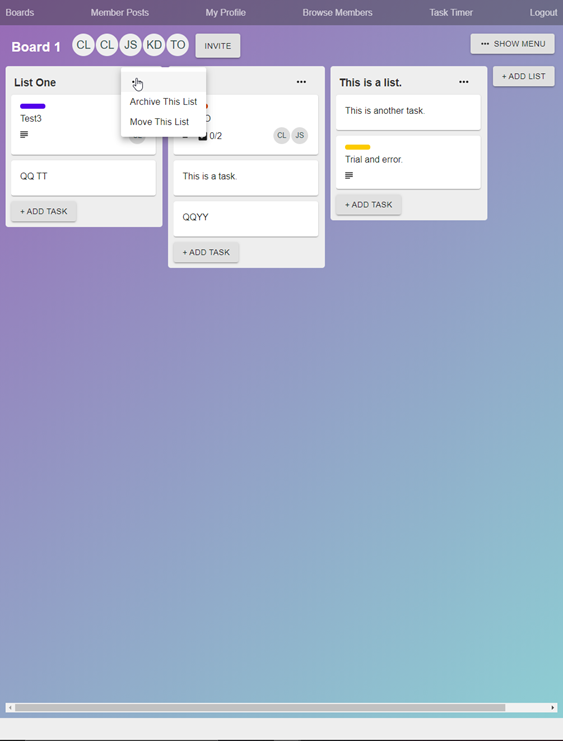 Boards Member Posts My Profile Browse Members Task Timer Logout
Board 1 CL CL JS KD TO INVITE ••• SHOW MENU
List One
Archive This List
Move This List
Test3
QQ TT
+ ADD TASK
0/2 CL JS
This is a task.
QQYY
+ ADD TASK
This is a list.
This is another task.
Trial and error.
+ ADD TASK
+ ADD LIST